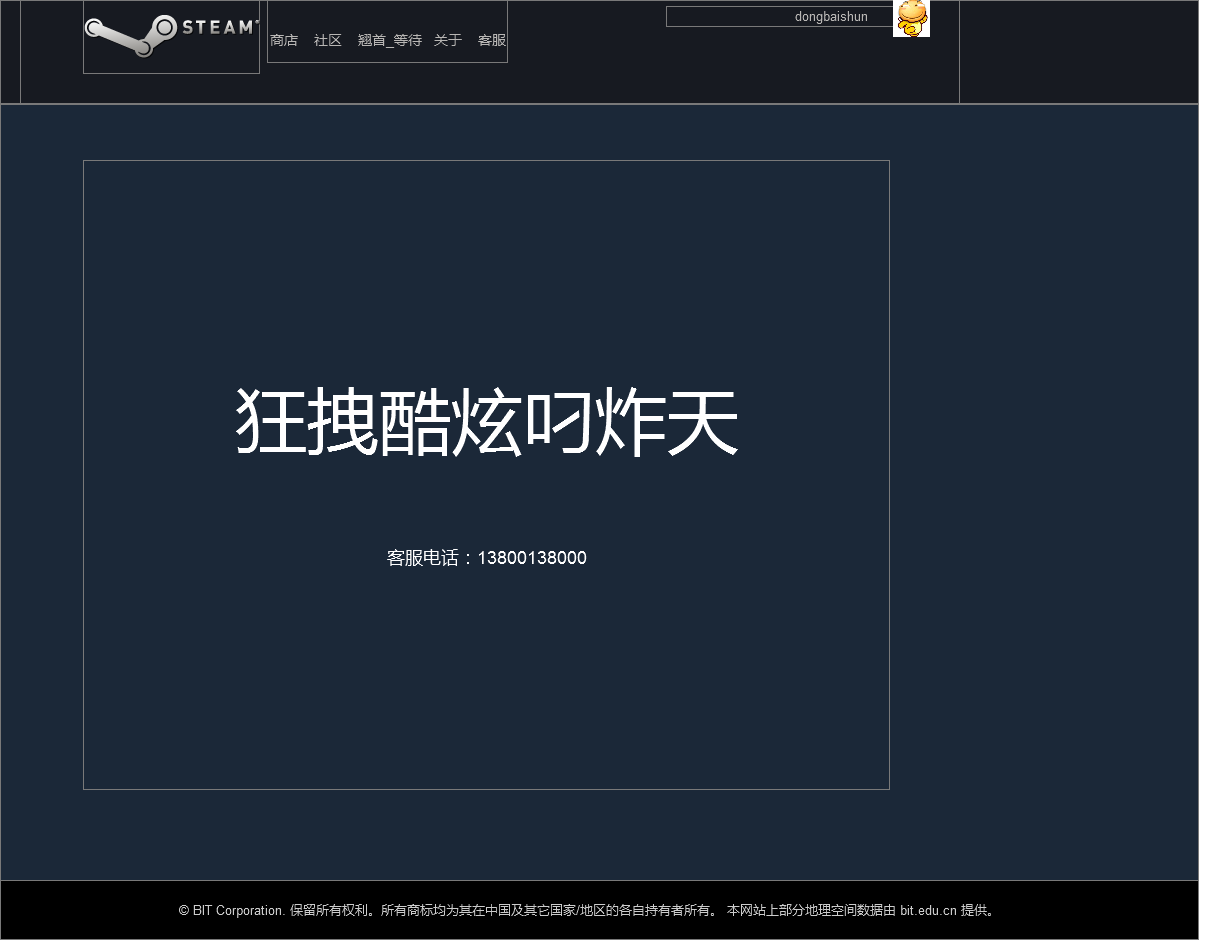 STEAM
商店 社区 翘首_等待 关于 客服
dongbaishun
狂拽酷炫叼炸天
客服电话：13800138000
© BIT Corporation. 保留所有权利。所有商标均为其在中国及其它国家/地区的各自持有者所有。 本网站上部分地理空间数据由 bit.edu.cn 提供。